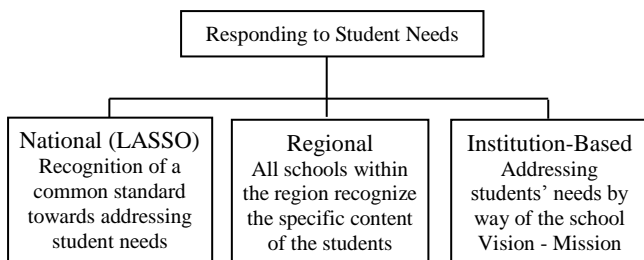 Responding to Student Needs
National (LASSO)
Recognition of a
common standard
towards addressing
student needs
Regional
All schools within
the region recognize
the specific content
of the students
Institution-Based
Addressing
students’ needs by
way of the school
Vision - Mission